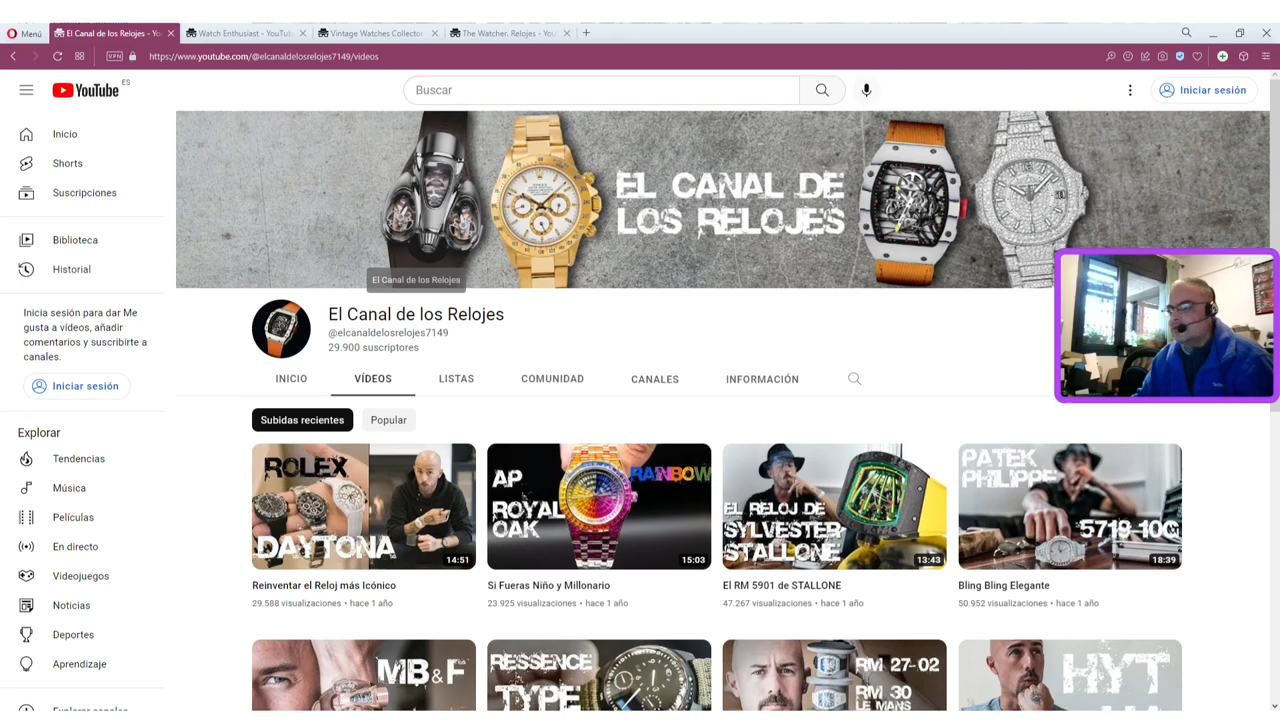 Menú
El Canal de los Relojes - Yo
Watch Enthusiast - YouTub
Vintage Watches Collector
The Watcher. Relojes - You
VPN
https://www.youtube.com/@elcanaldelosrelojes7149/videos
YouTube ES
Buscar
Iniciar sesión
Inicio
Shorts
Suscripciones
Biblioteca
Historial
Inicia sesión para dar Me
gusta a vídeos, añadir
comentarios y suscribirte a
canales.
Iniciar sesión
Explorar
Tendencias
Música
Películas
En directo
Videojuegos
Noticias
Deportes
Aprendizaje
Explorar canales
EL CANAL DE
LOS RELOJES
El Canal de los Relojes
El Canal de los Relojes
@elcanaldelosrelojes7149
29.900 suscriptores
INICIO
VÍDEOS
LISTAS
COMUNIDAD
CANALES
INFORMACIÓN
Subidas recientes
Popular
ROLEX
DAYTONA
14:51
Reinventar el Reloj más Icónico
29.588 visualizaciones • hace 1 año
AP
RAINBOW
ROYAL
OAK
15:03
Si Fueras Niño y Millonario
23.925 visualizaciones • hace 1 año
EL RELOJ DE
SYLVESTER
STALLONE
13:43
El RM 5901 de STALLONE
47.267 visualizaciones • hace 1 año
PATEK
PHILIPPE
5719 10G
18:39
Bling Bling Elegante
50.952 visualizaciones • hace 1 año
MB&F
RESSENCE
TYPE
RM 27-02
RM 30
LE MANS
HYT